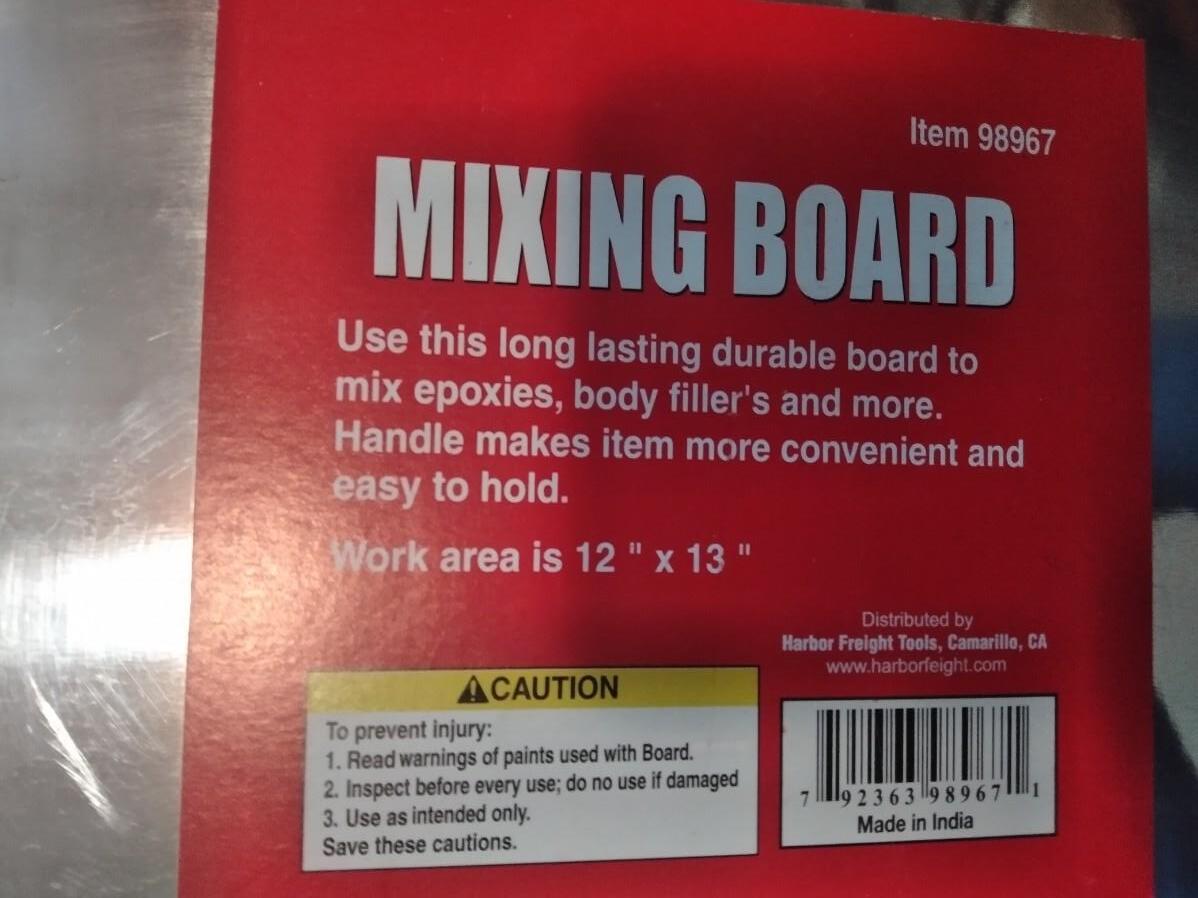 Item 98967
MIXING BOARD
Use this long lasting durable board to
mix epoxies, body filler's and more.
Handle makes item more convenient and
easy to hold.
Work area is 12 " x 13 "
Distributed by
Harbor Freight Tools, Camarillo, CA
www.harborfeight.com
CAUTION
To prevent injury:
1. Read warnings of paints used with Board.
2. Inspect before every use; do no use if damaged
3. Use as intended only.
Save these cautions.
7 92363 98967 1
Made in India